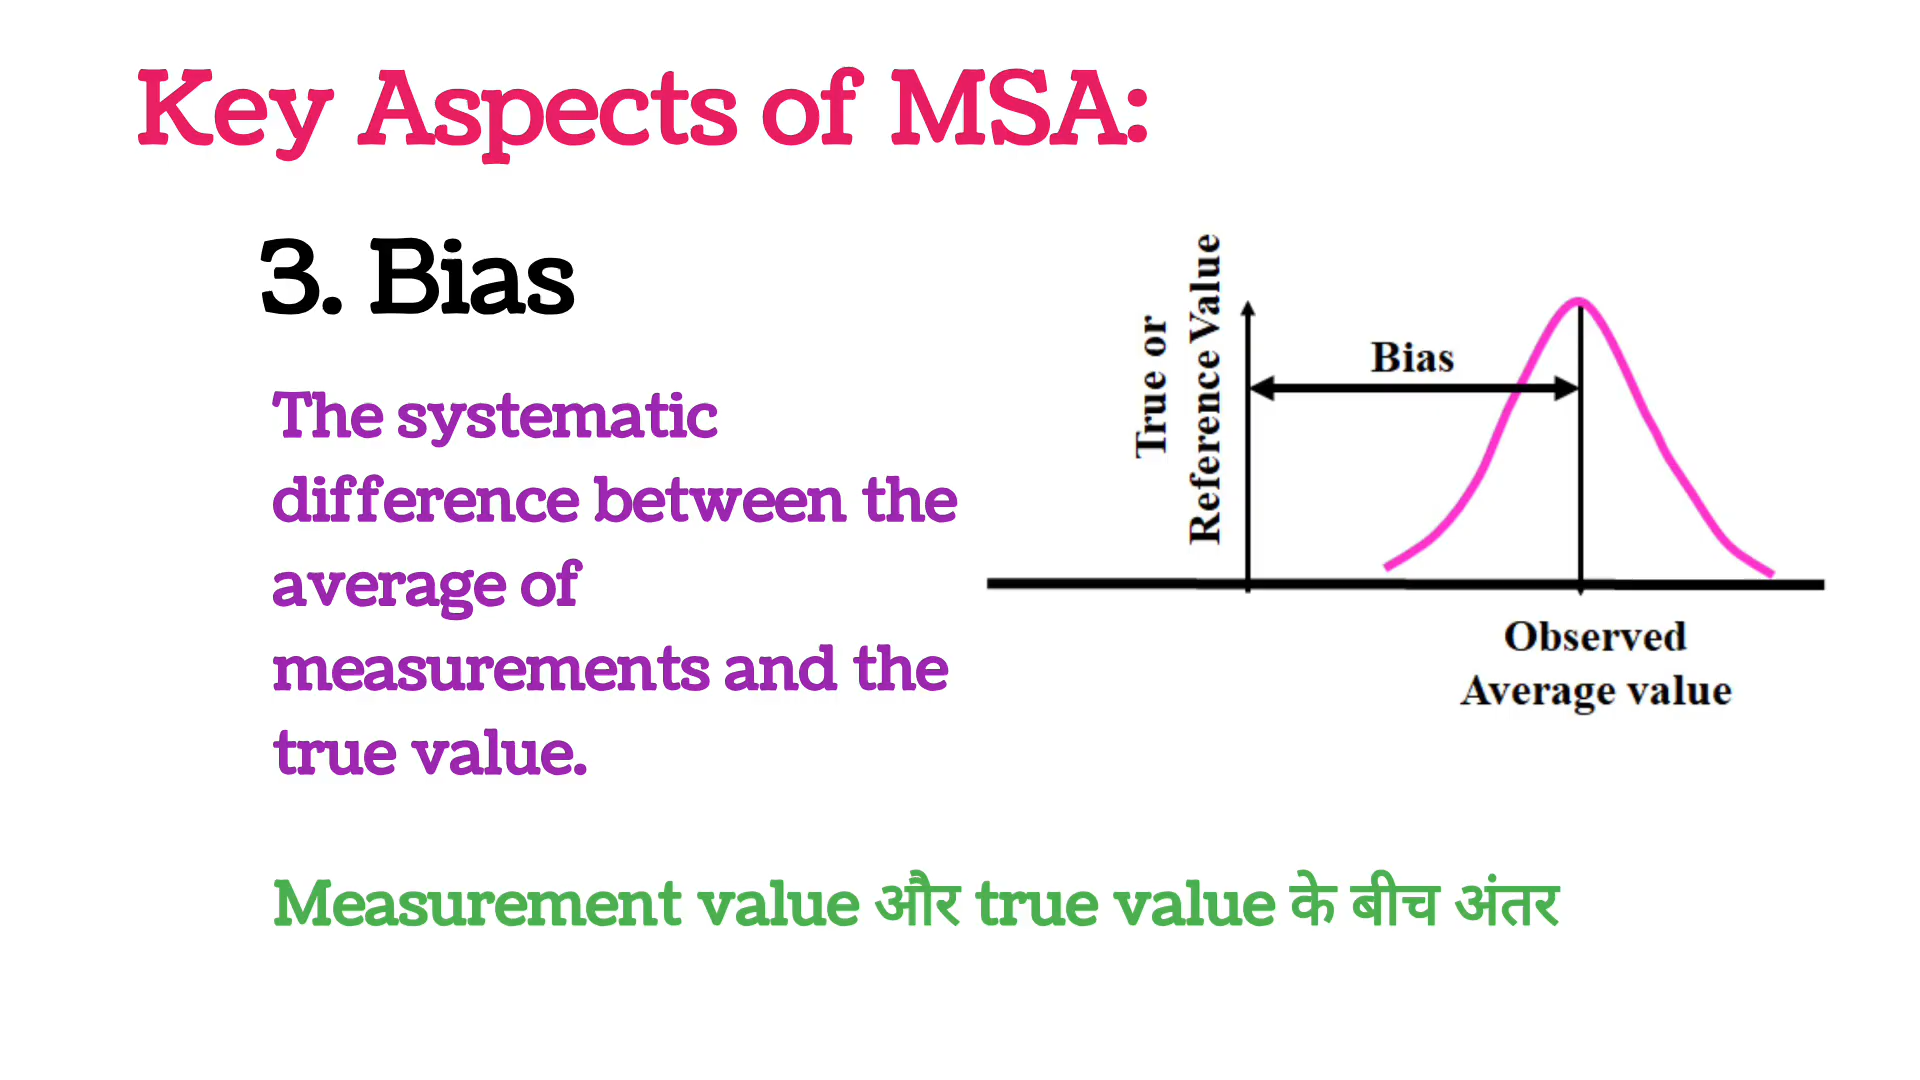 Key Aspects of MSA:
3. Bias
The systematic
difference between the
average of
measurements and the
true value.
True or
Reference Value
Bias
Observed
Average value
Measurement value और true value के बीच अंतर